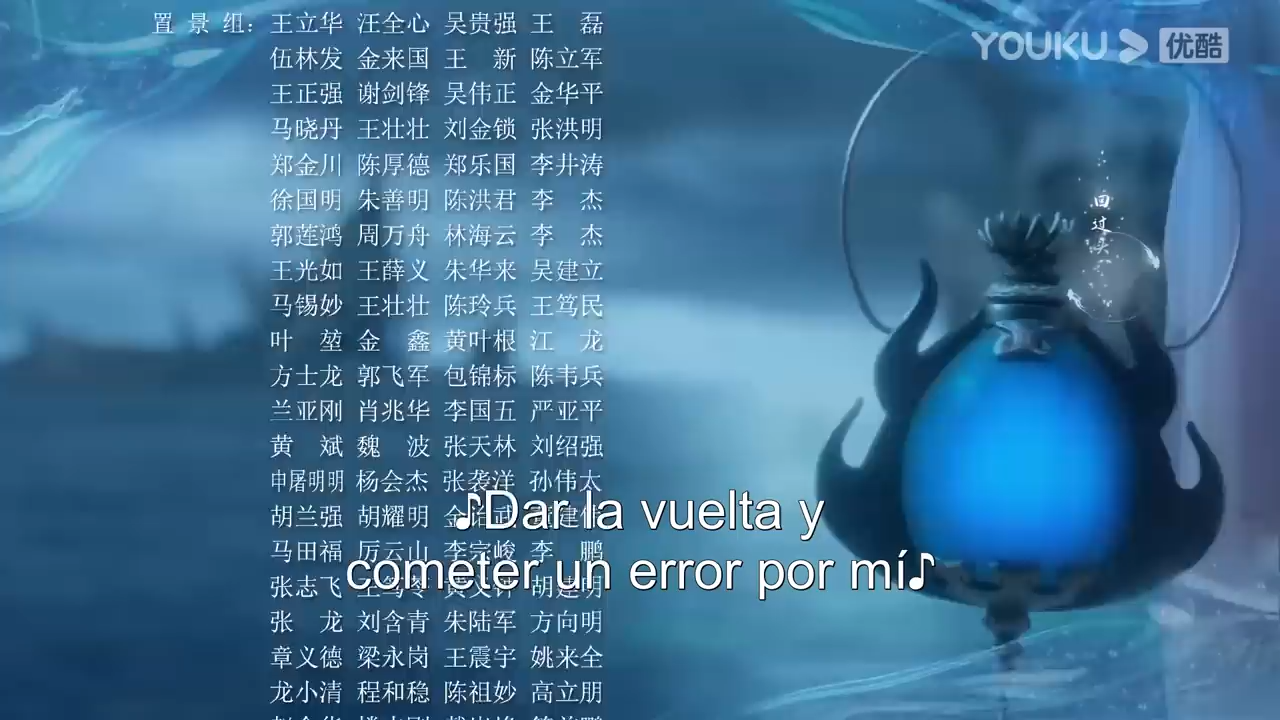 置 景 组: 王立华 汪全心 吴贵强 王 磊
YOUKU 优酷
伍林发 金来国 王 新 陈立军
王正强 谢剑锋 吴伟正 金华平
马晓丹 王壮壮 刘金锁 张洪明
郑金川 陈厚德 郑乐国 李井涛
徐国明 朱善明 陈洪君 李 杰
回过头
郭莲鸿 周万舟 林海云 李 杰
王光如 王薛义 朱华来 吴建立
马锡妙 王壮壮 陈玲兵 王笃民
叶 堃 金 鑫 黄叶根 江 龙
方士龙 郭飞军 包锦标 陈韦兵
兰亚刚 肖兆华 李国五 严亚平
黄 斌 魏 波 张天林 刘绍强
申屠明明 杨会杰 张袭洋 孙伟太
胡兰强 胡耀明
♪Dar la vuelta y
马田福 厉云山 李宗峻 李 鹏
cometer un error por mí♪
张志飞
张 龙 刘含青 朱陆军 方向明
章义德 梁永岗 王震宇 姚来全
龙小清 程和稳 陈祖妙 高立朋